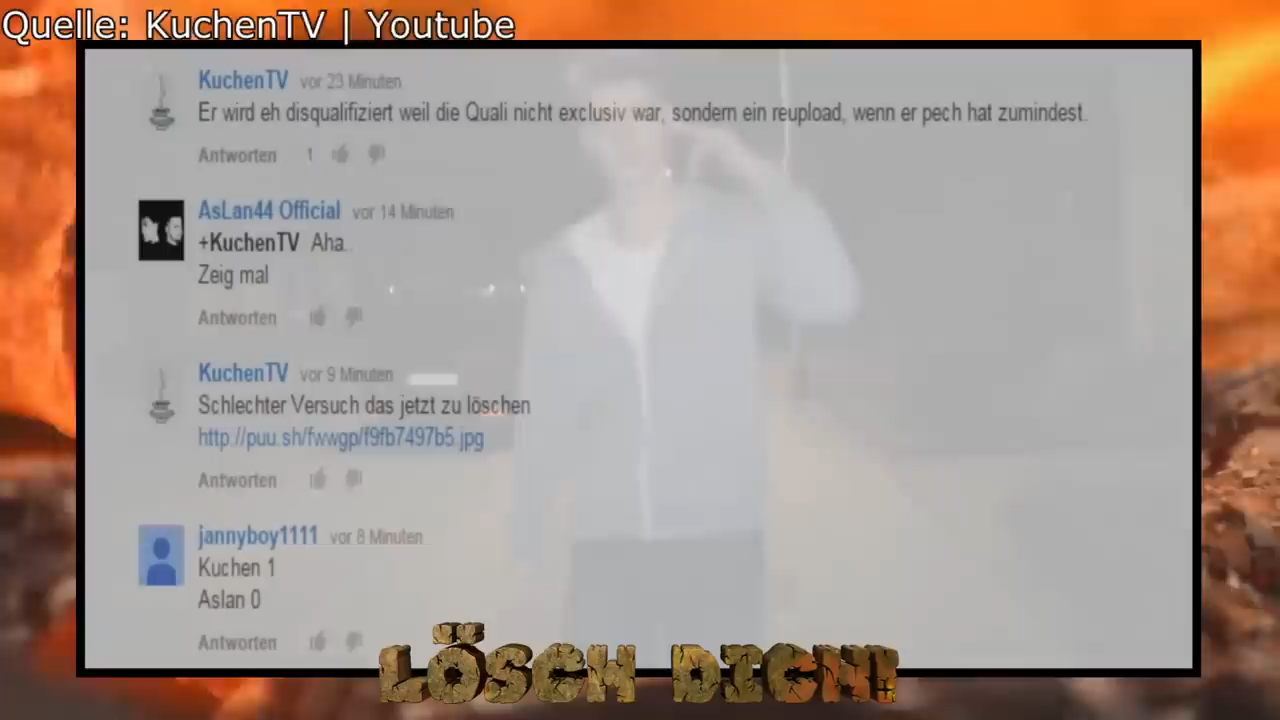 Quelle: KuchenTV | Youtube
KuchenTV vor 23 Minuten
Er wird eh disqualifiziert weil die Quali nicht exclusiv war, sondern ein reupload, wenn er pech hat zumindest.
Antworten 1
AsLan44 Official vor 14 Minuten
+KuchenTV Aha.
Zeig mal
Antworten
KuchenTV vor 9 Minuten
Schlechter Versuch das jetzt zu löschen
http://puu.sh/fwwgp/f9fb7497b5.jpg
Antworten
jannyboy1111 vor 8 Minuten
Kuchen 1
Aslan 0
Antworten
LÖSCH DICH!